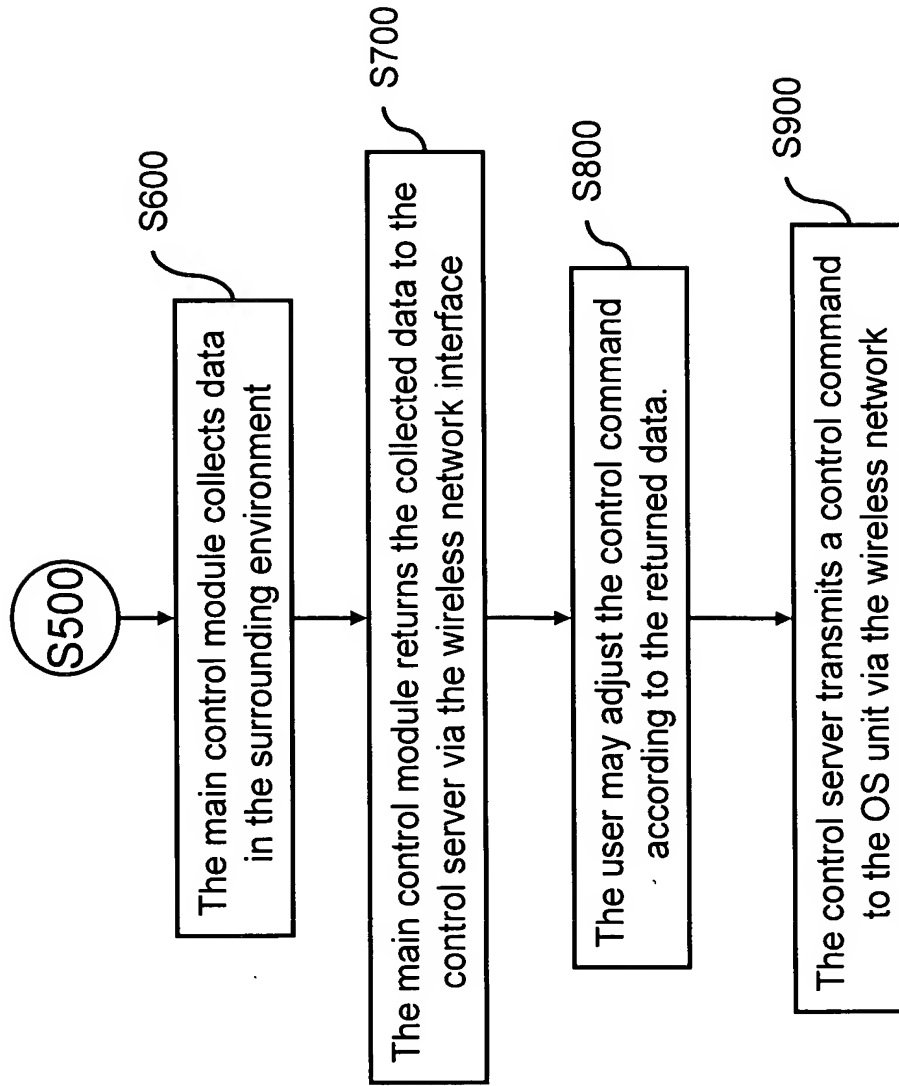 S500
The main control module collects data
in the surrounding environment
S600
The main control module returns the collected data to the
control server via the wireless network interface
S700
The user may adjust the control command
according to the returned data.
S800
The control server transmits a control command
to the OS unit via the wireless network
S900